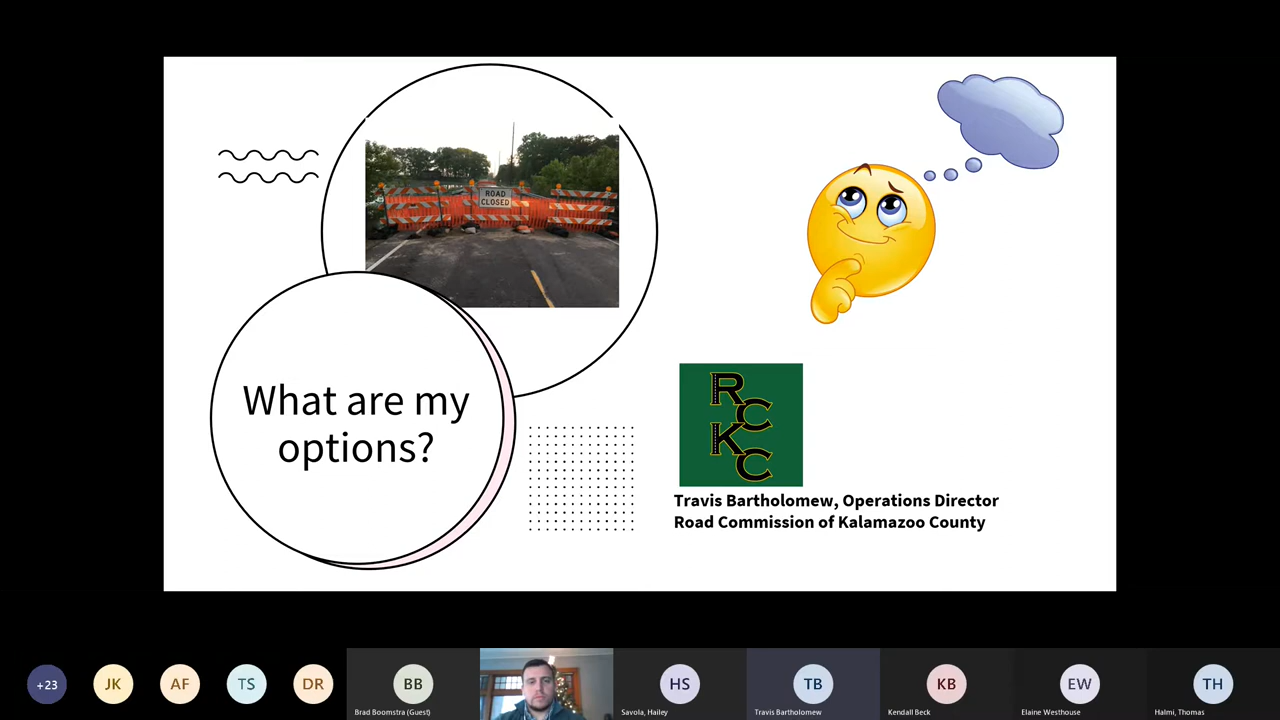 ROAD
CLOSED
What are my
options?
R
C
K
C
Travis Bartholomew, Operations Director
Road Commission of Kalamazoo County
+23
JK
AF
TS
DR
BB
Brad Boomstra (Guest)
HS
Savola, Hailey
TB
Travis Bartholomew
KB
Kendall Beck
EW
Elaine Westhouse
TH
Halmi, Thomas